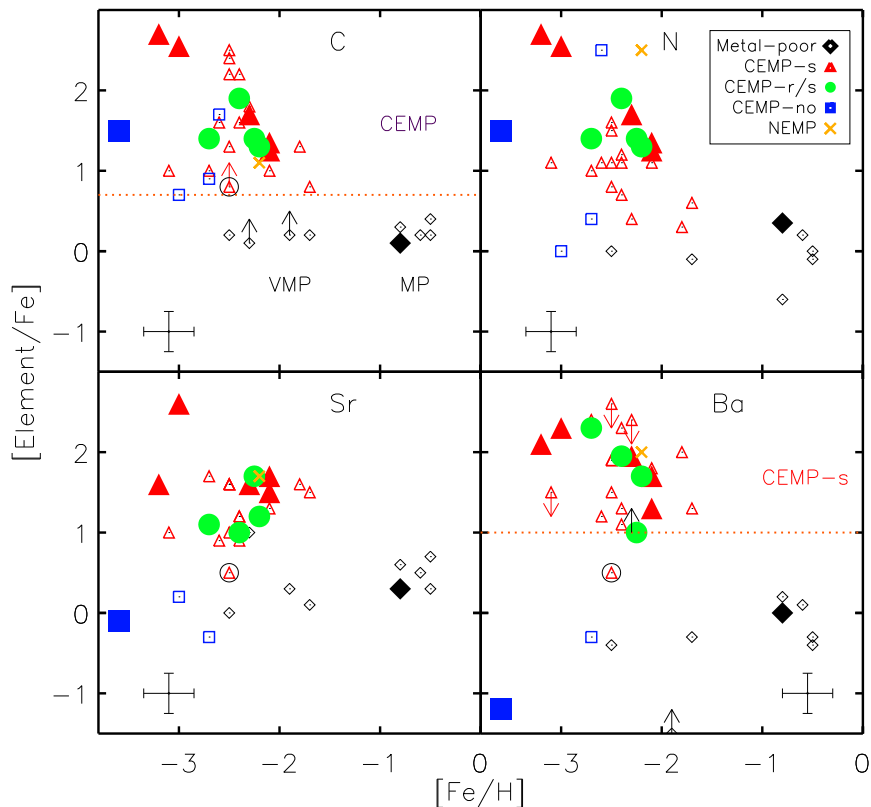 C
N
Metal-poor
CEMP-s
CEMP-r/s
CEMP-no
NEMP
CEMP
VMP
MP
2
1
0
-1
[Element/Fe]
Sr
Ba
CEMP-s
2
1
0
-1
-3
-2
-1
0
-3
-2
-1
0
[Fe/H]